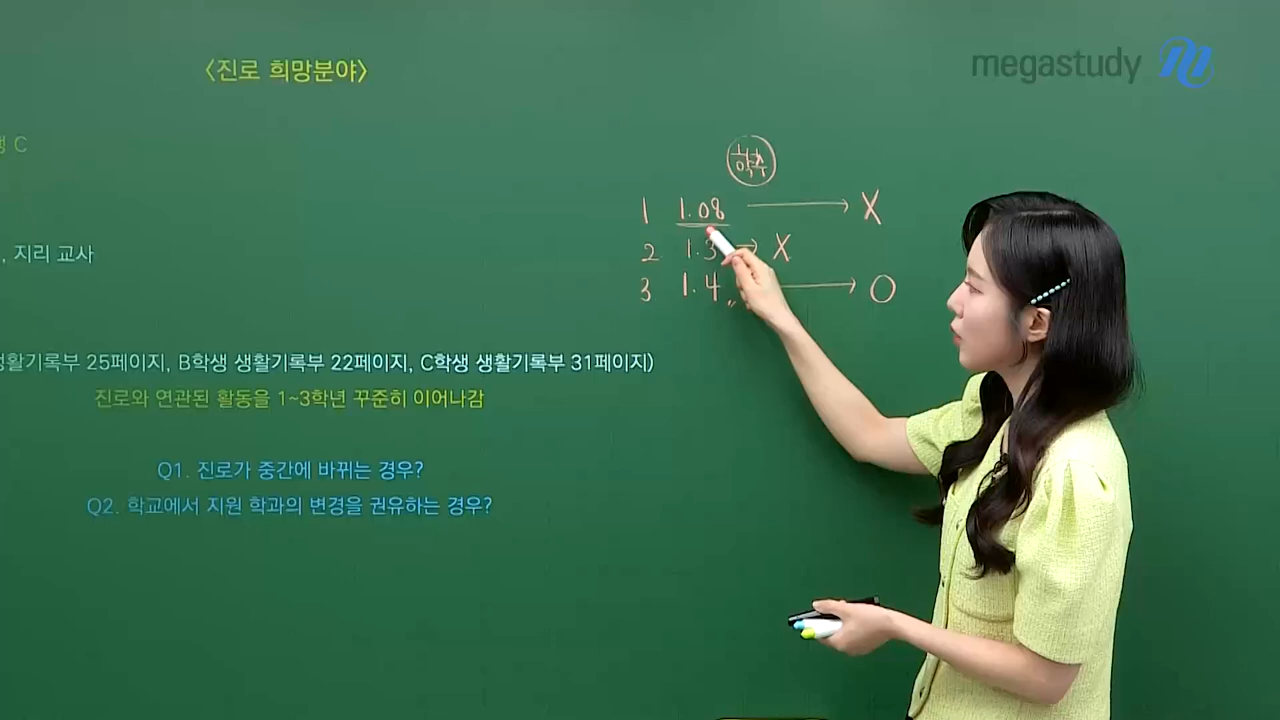 〈진로 희망분야〉
megastudy
생 C
학추
1 1.08 → X
2 1.3 → X
3 1.4 → O
, 지리 교사
생활기록부 25페이지, B학생 생활기록부 22페이지, C학생 생활기록부 31페이지)
진로와 연관된 활동을 1~3학년 꾸준히 이어나감
Q1. 진로가 중간에 바뀌는 경우?
Q2. 학교에서 지원 학과의 변경을 권유하는 경우?